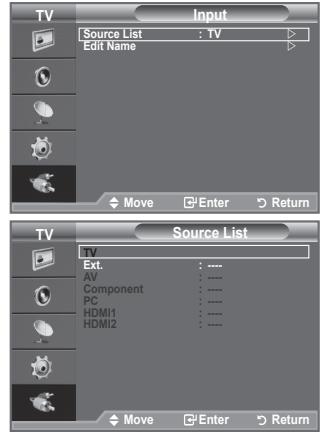 TV Input
Source List : TV
Edit Name
Move Enter Return
TV Source List
TV
Ext. : ----
AV : ----
Component : ----
PC : ----
HDMI1 : ----
HDMI2 : ----
Move Enter Return